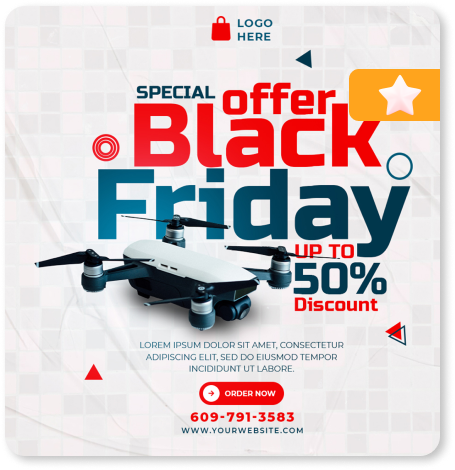 LOGO
HERE
SPECIAL offer
Black
Friday
UP TO
50%
Discount
LOREM IPSUM DOLOR SIT AMET, CONSECTETUR
ADIPISCING ELIT, SED DO EIUSMOD TEMPOR
INCIDIDUNT UT LABORE.
ORDER NOW
609-791-3583
WWW.YOURWEBSITE.COM